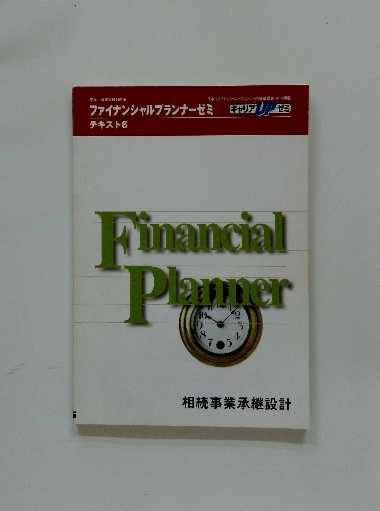 ファイナンシャルプランナーゼミ
キャリアUPゼミ
テキスト6
Financial
Planner
相続事業承継設計